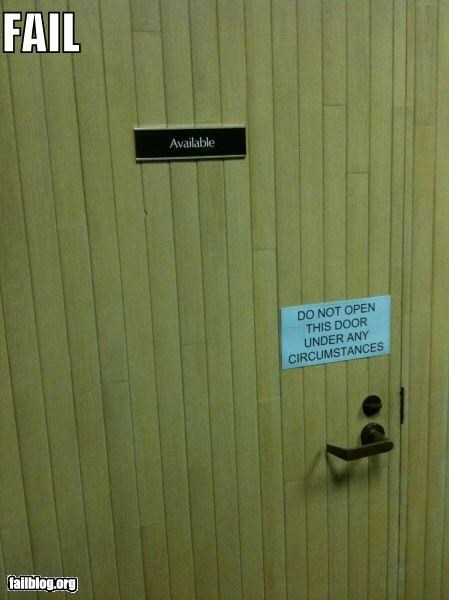 FAIL
Available
DO NOT OPEN
THIS DOOR
UNDER ANY
CIRCUMSTANCES
failblog.org